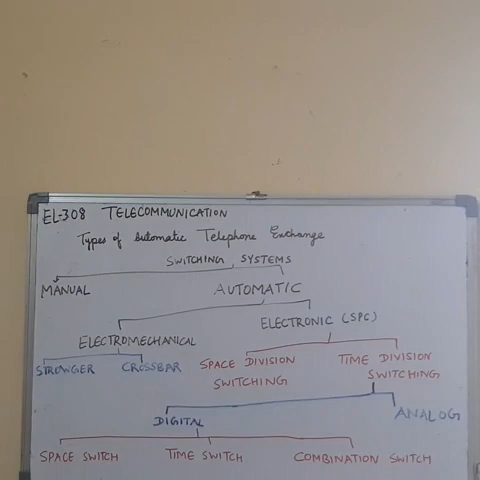 EL-308 TELECOMMUNICATION
Types of Automatic Telephone Exchange
SWITCHING SYSTEMS
MANUAL AUTOMATIC
ELECTROMECHANICAL ELECTRONIC (SPC)
STROWGER CROSSBAR SPACE DIVISION SWITCHING TIME DIVISION SWITCHING
DIGITAL ANALOG
SPACE SWITCH TIME SWITCH COMBINATION SWITCH